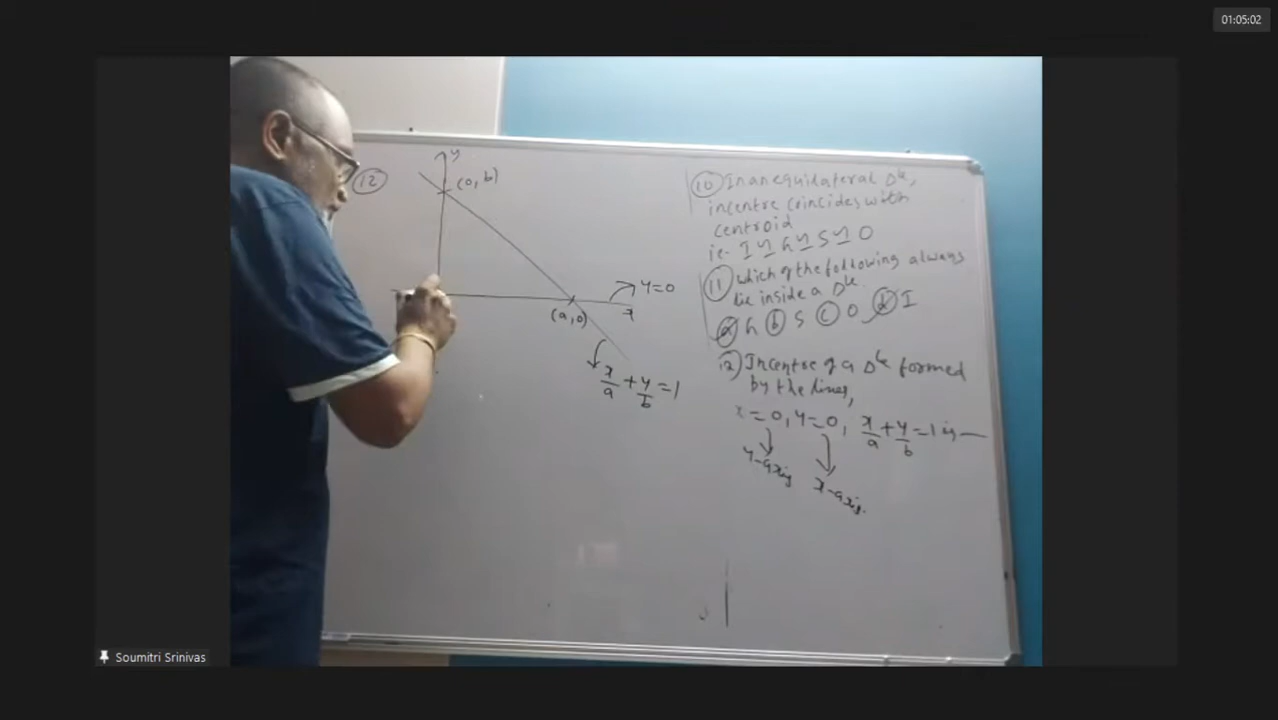 01:05:02
12
y
(0, b)
y=0
x
(a,0)
x/a + y/b = 1
10 In an equilateral Δle,
incentre coincides with
centroid
ie. I ≅ G ≅ S ≅ O
11 Which of the following always
lie inside a Δle.
a G b S c O d I
12 Incentre of a Δle formed
by the lines,
x=0, y=0, x/a + y/b = 1 is —
y-axis x-axis.
Soumitri Srinivas